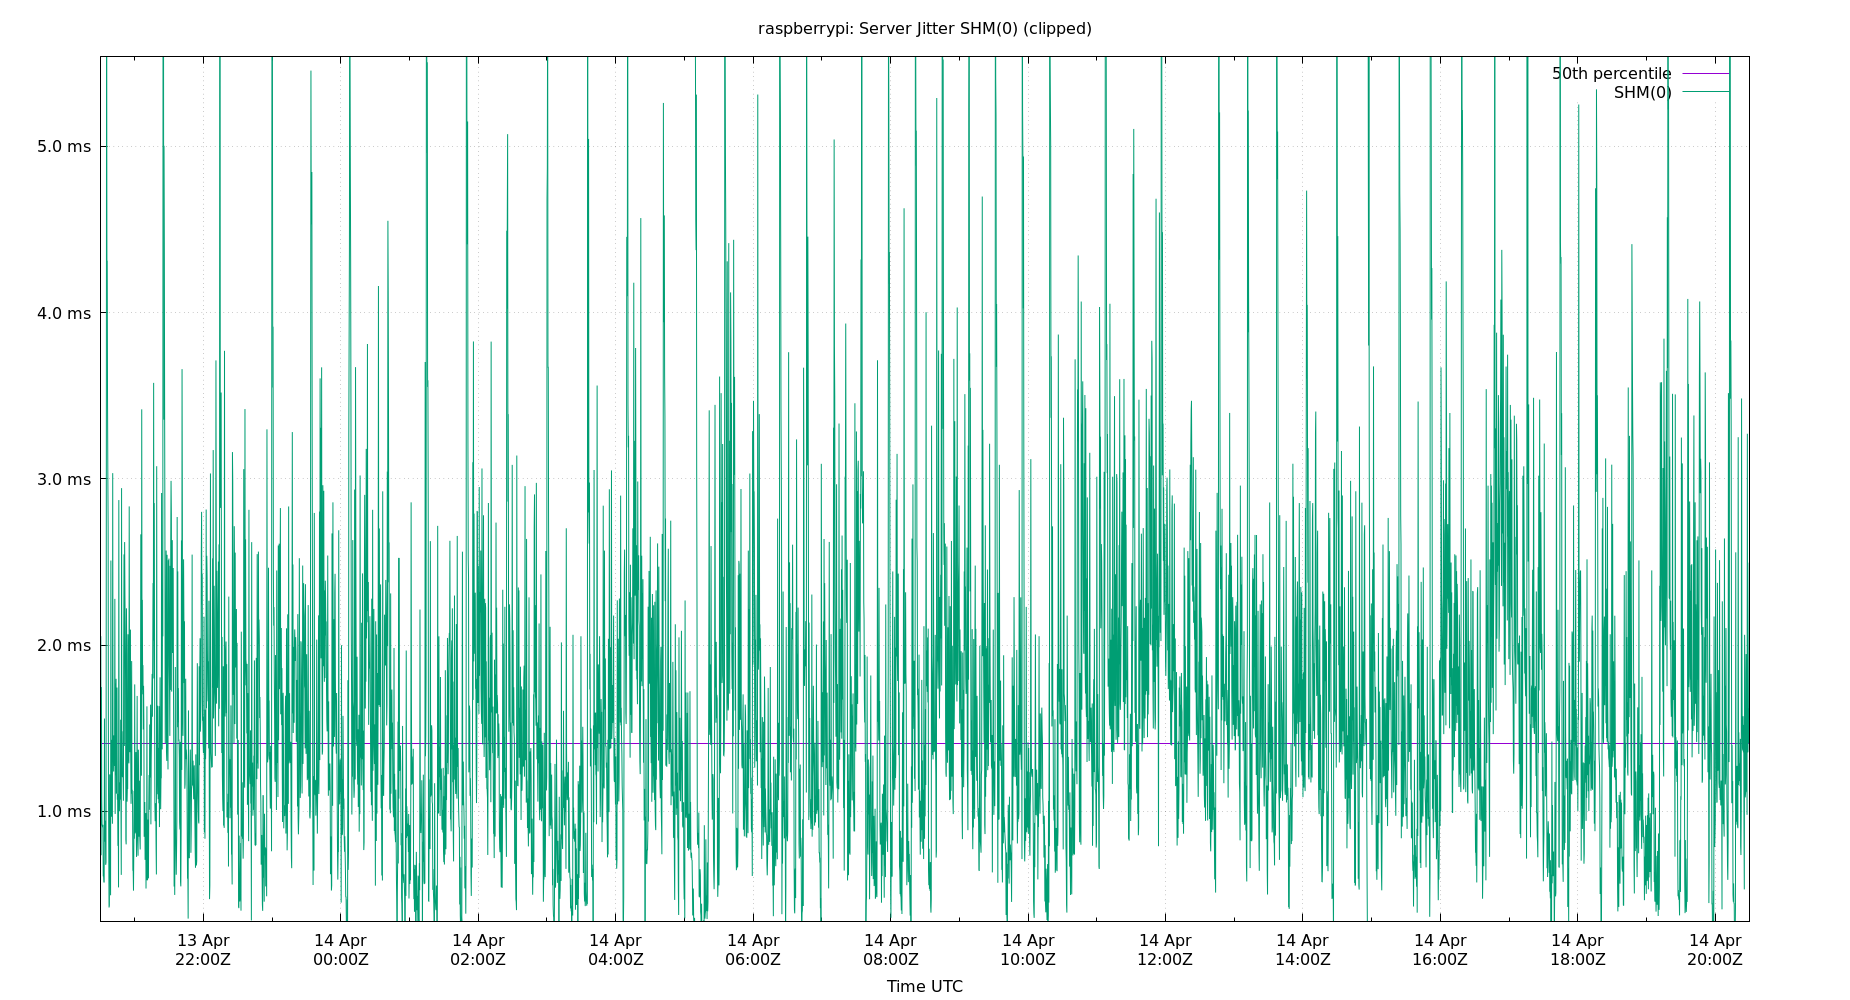 raspberrypi: Server Jitter SHM(0) (clipped)
50th percentile
SHM(0)
5.0 ms
4.0 ms
3.0 ms
2.0 ms
1.0 ms
13 Apr 14 Apr 14 Apr 14 Apr 14 Apr 14 Apr 14 Apr 14 Apr 14 Apr 14 Apr 14 Apr 14 Apr
22:00Z 00:00Z 02:00Z 04:00Z 06:00Z 08:00Z 10:00Z 12:00Z 14:00Z 16:00Z 18:00Z 20:00Z
Time UTC